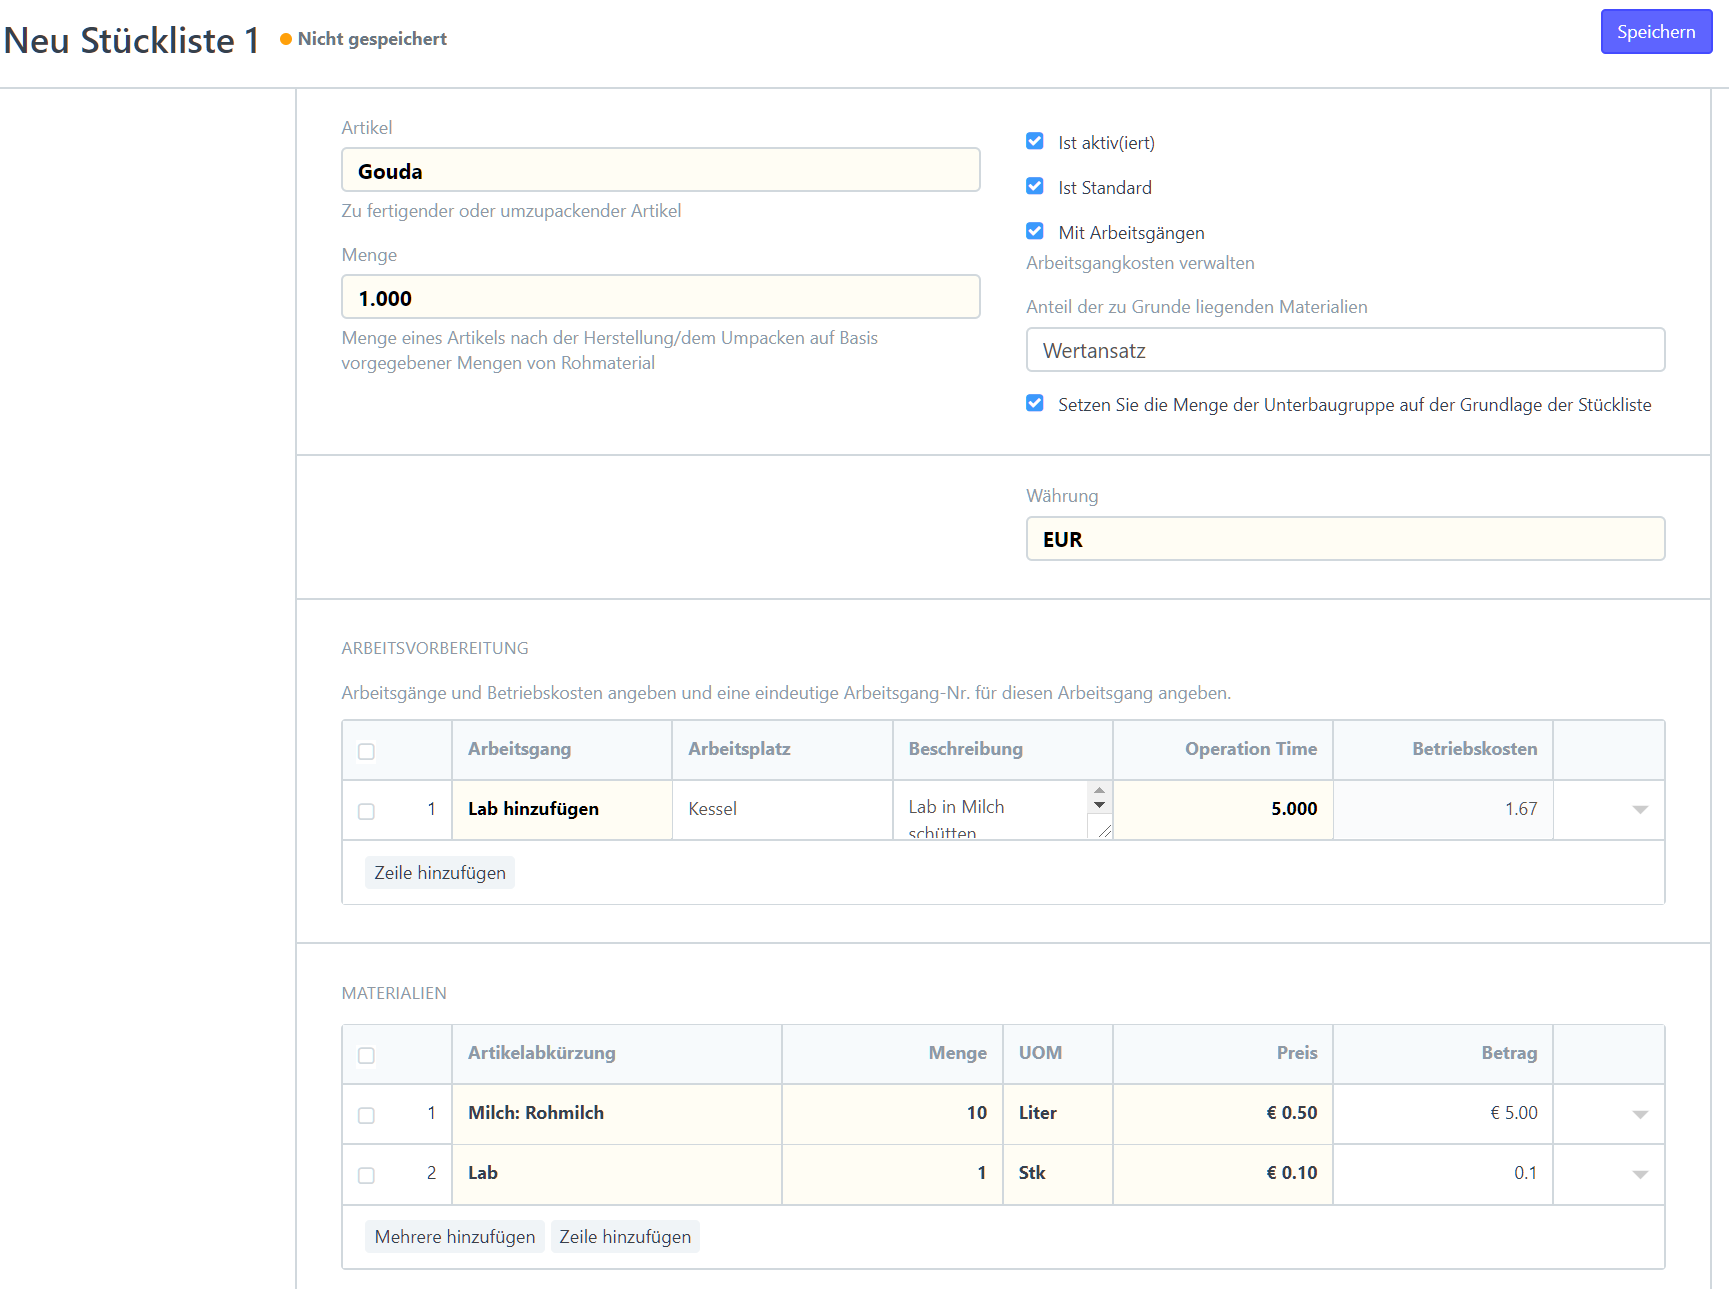 Neu Stückliste 1
Nicht gespeichert
Speichern
Artikel
Gouda
Zu fertigender oder umzupackender Artikel
Menge
1.000
Menge eines Artikels nach der Herstellung/dem Umpacken auf Basis
vorgegebener Mengen von Rohmaterial
Ist aktiv(iert)
Ist Standard
Mit Arbeitsgängen
Arbeitsgangkosten verwalten
Anteil der zu Grunde liegenden Materialien
Wertansatz
Setzen Sie die Menge der Unterbaugruppe auf der Grundlage der Stückliste
Währung
EUR
ARBEITSVORBEREITUNG
Arbeitsgänge und Betriebskosten angeben und eine eindeutige Arbeitsgang-Nr. für diesen Arbeitsgang angeben.
Arbeitsgang Arbeitsplatz Beschreibung Operation Time Betriebskosten
1 Lab hinzufügen Kessel Lab in Milch 5.000 1.67
schütten
Zeile hinzufügen
MATERIALIEN
Artikelabkürzung Menge UOM Preis Betrag
1 Milch: Rohmilch 10 Liter € 0.50 € 5.00
2 Lab 1 Stk € 0.10 0.1
Mehrere hinzufügen Zeile hinzufügen